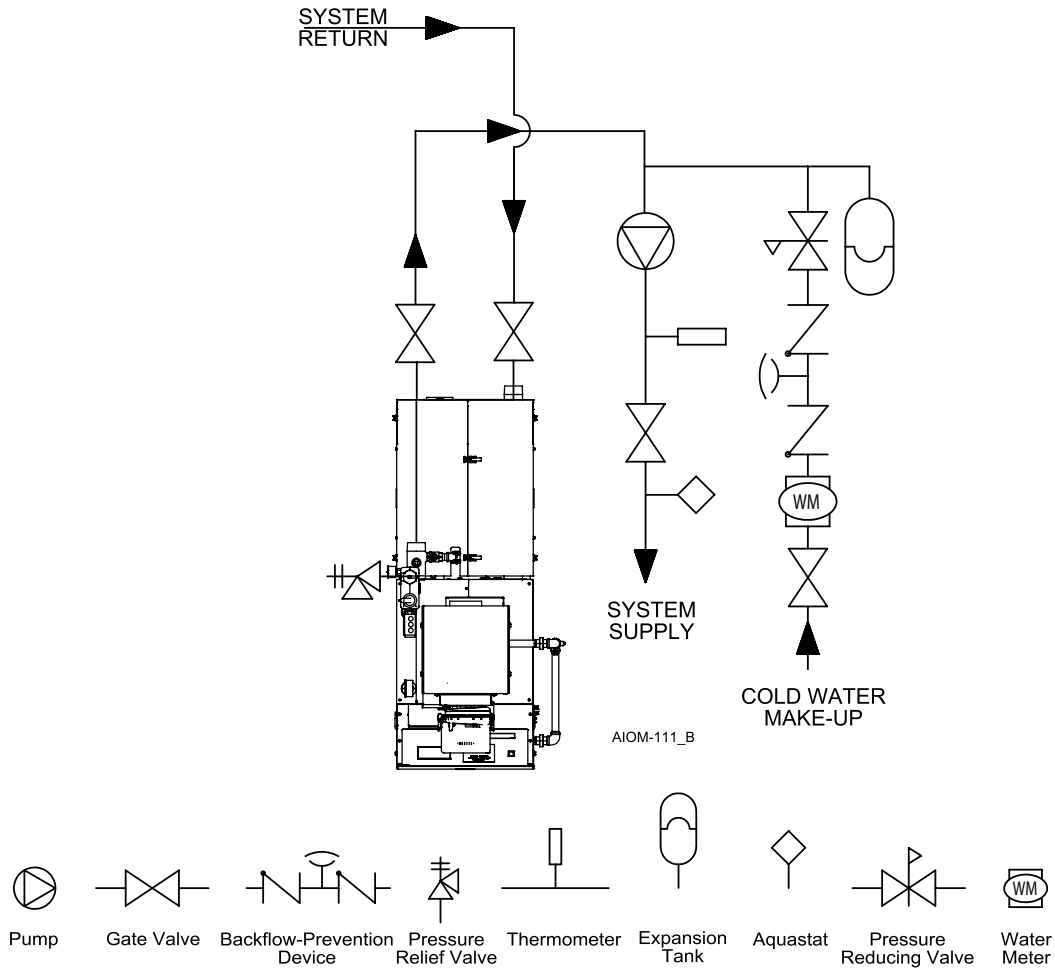 SYSTEM
RETURN
WM
SYSTEM
SUPPLY
COLD WATER
MAKE-UP
AIOM-111_B
WM
Pump
Gate Valve
Backflow-Prevention
Device
Pressure
Relief Valve
Thermometer
Expansion
Tank
Aquastat
Pressure
Reducing Valve
Water
Meter